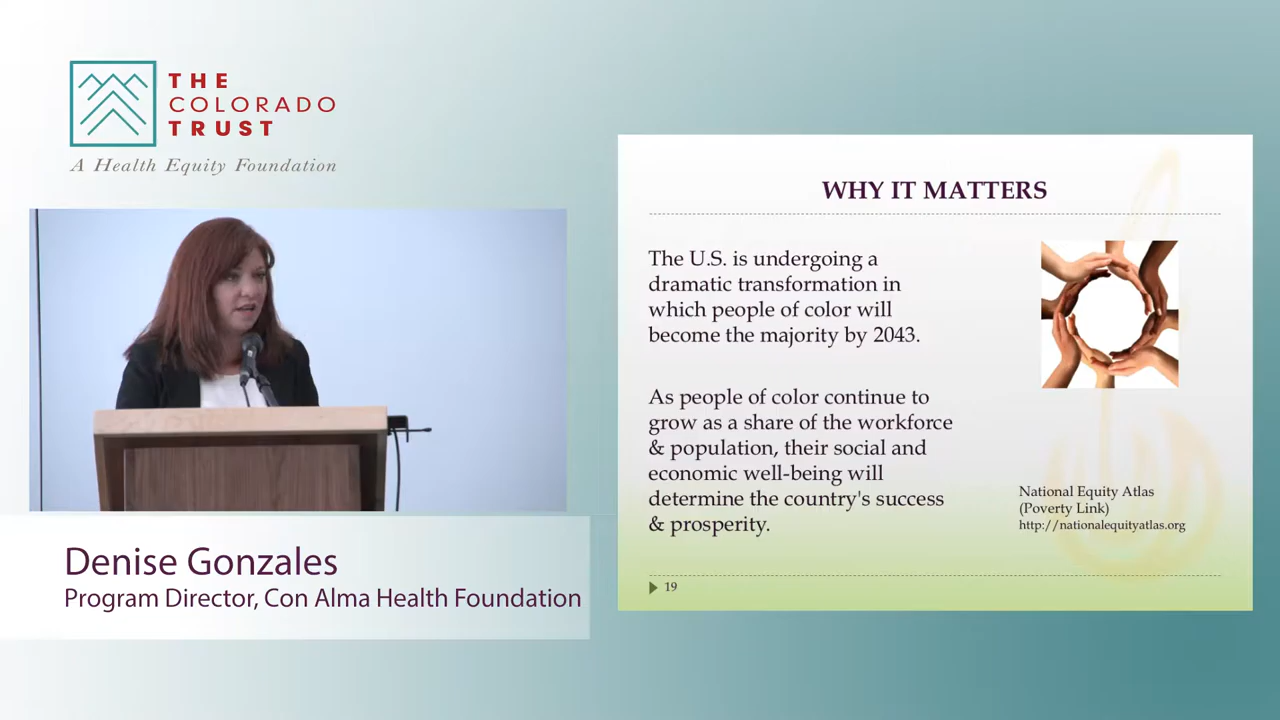 THE
COLORADO
TRUST
A Health Equity Foundation
Denise Gonzales
Program Director, Con Alma Health Foundation
WHY IT MATTERS
The U.S. is undergoing a
dramatic transformation in
which people of color will
become the majority by 2043.
As people of color continue to
grow as a share of the workforce
& population, their social and
economic well-being will
determine the country's success
& prosperity.
National Equity Atlas
(Poverty Link)
http://nationalequityatlas.org
19